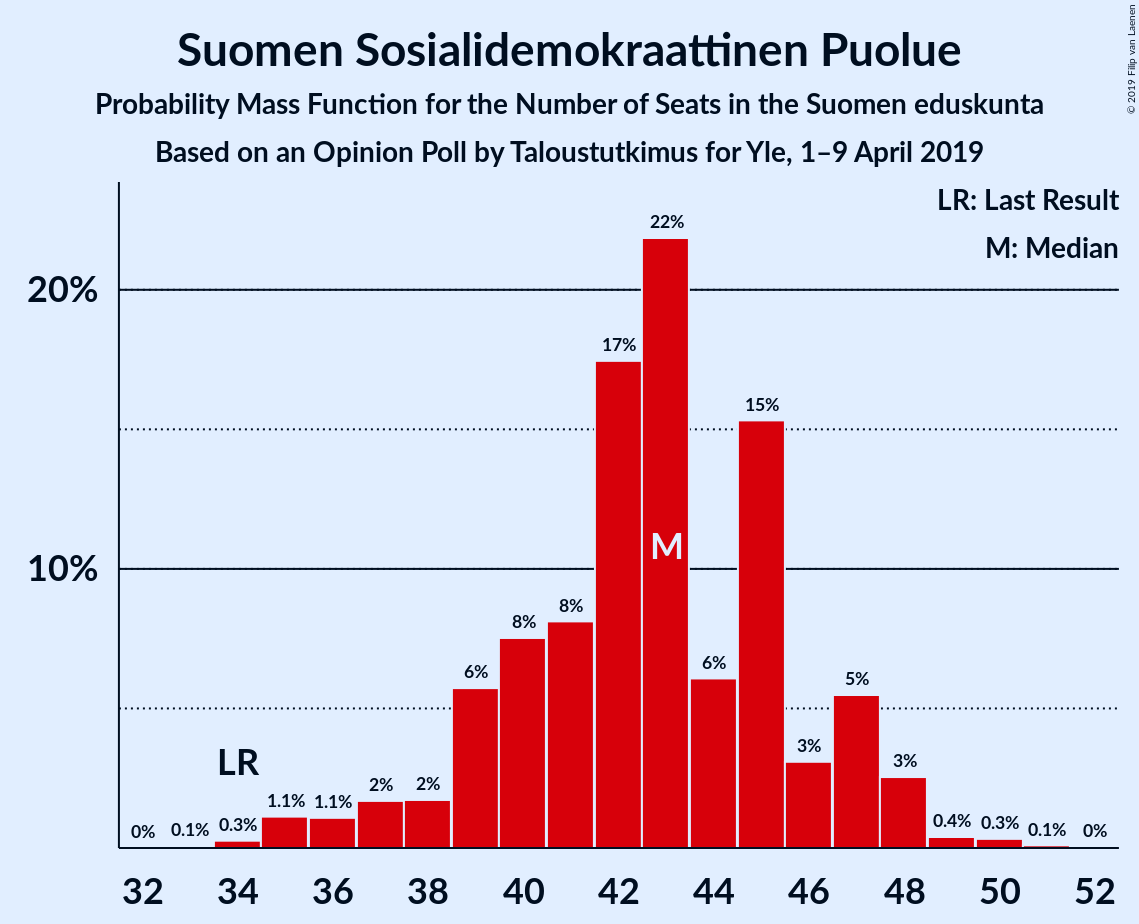 Suomen Sosialidemokraattinen Puolue
Probability Mass Function for the Number of Seats in the Suomen eduskunta
Based on an Opinion Poll by Taloustutkimus for Yle, 1–9 April 2019
© 2019 Filip van Laenen
LR: Last Result
M: Median
20%
10%
0%
0.1%
0.3%
LR
1.1%
1.1%
2%
2%
6%
8%
8%
17%
22%
M
6%
15%
3%
5%
3%
0.4%
0.3%
0.1%
0%
32 34 36 38 40 42 44 46 48 50 52